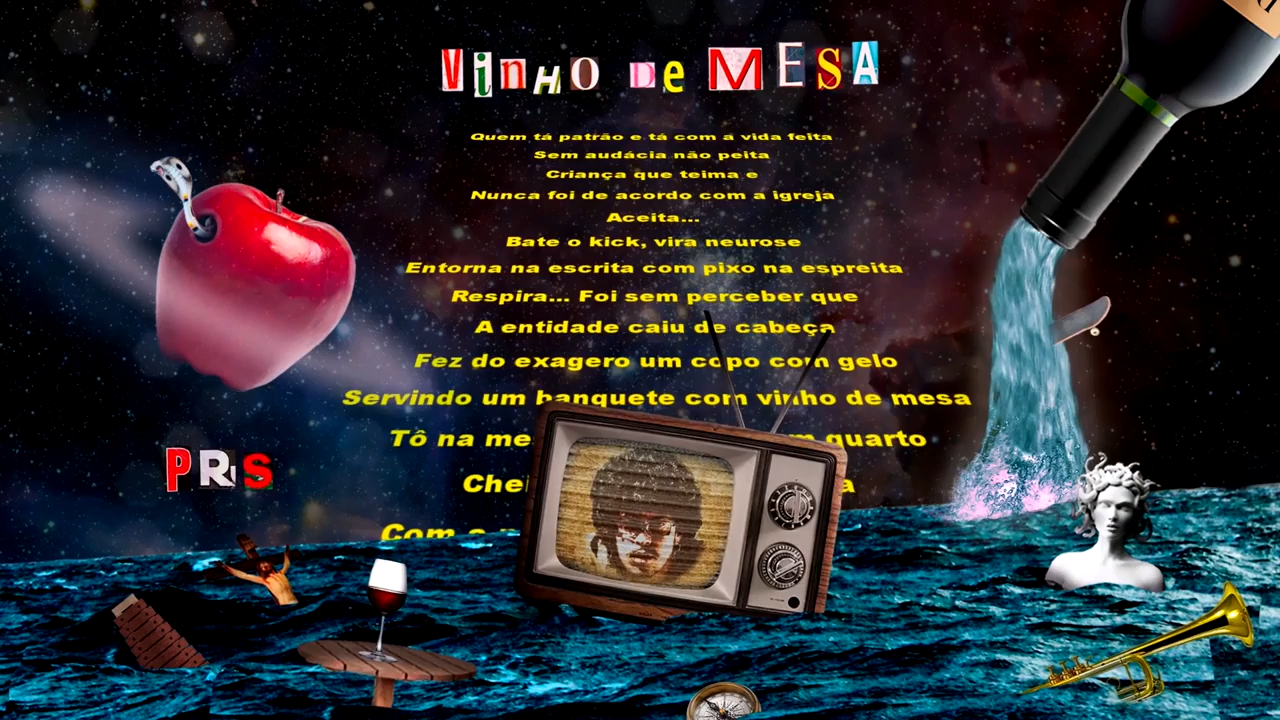 Vinho de MESA
Quem tá patrão e tá com a vida feita
Sem audácia não peita
Criança que teima e
Nunca foi de acordo com a igreja
Aceita...
Bate o kick, vira neurose
Entorna na escrita com pixo na espreita
Respira... Foi sem perceber que
A entidade caiu de cabeça
Fez do exagero um copo com gelo
Servindo um banquete com vinho de mesa
Tô na quarto
PRiS